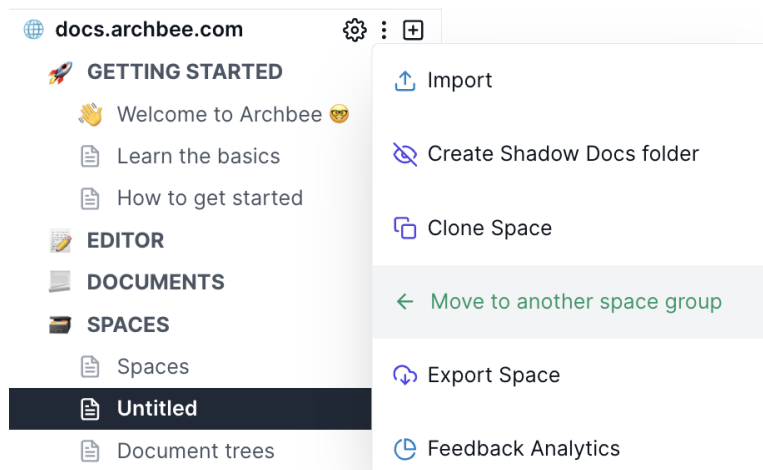 docs.archbee.com
GETTING STARTED
Welcome to Archbee
Learn the basics
How to get started
EDITOR
DOCUMENTS
SPACES
Spaces
Untitled
Document trees
Import
Create Shadow Docs folder
Clone Space
Move to another space group
Export Space
Feedback Analytics